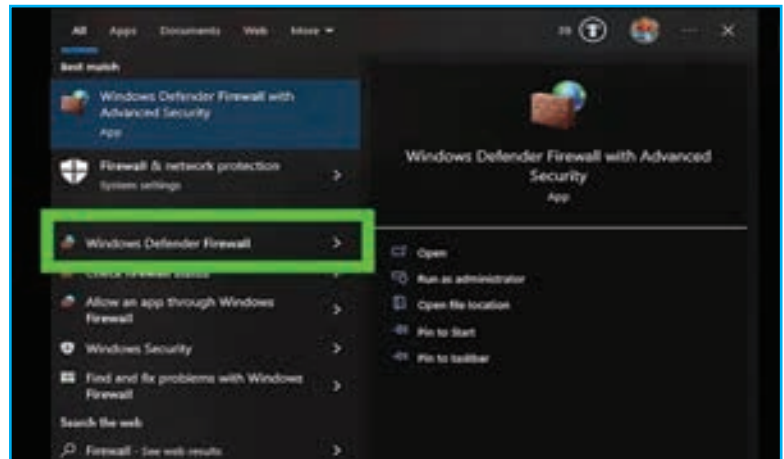 All Apps Documents Web More
Best match
Windows Defender Firewall with
Advanced Security
App
Firewall & network protection
System settings
Windows Defender Firewall
Check firewall status
Allow an app through Windows
Firewall
Windows Security
Find and fix problems with Windows
Firewall
Search the web
Firewall - See web results
Windows Defender Firewall with Advanced
Security
App
Open
Run as administrator
Open file location
Pin to Start
Pin to taskbar